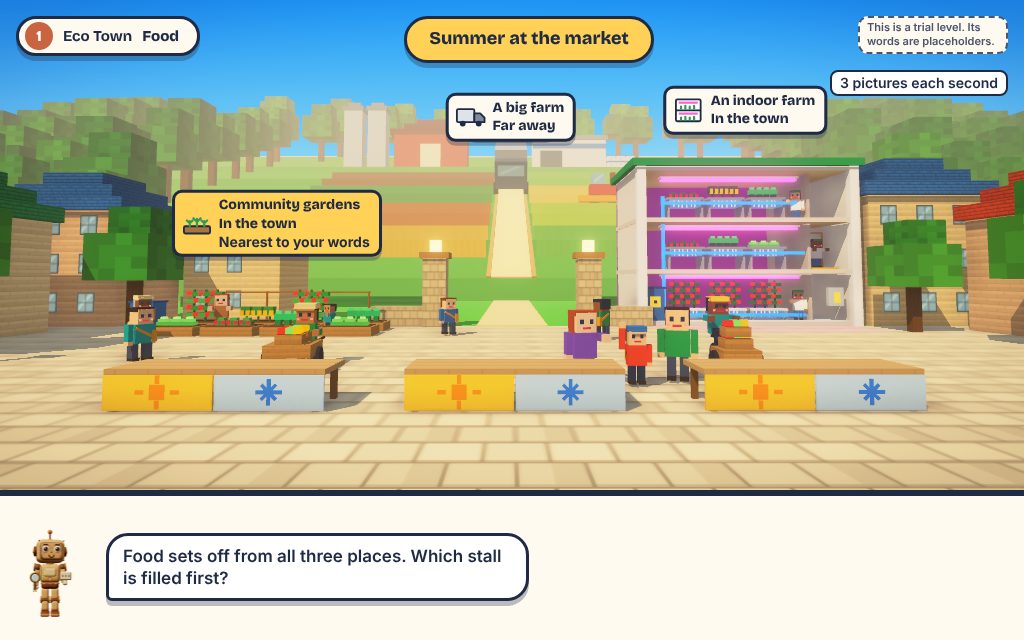 1 Eco Town Food
Summer at the market
This is a trial level. Its
words are placeholders.
3 pictures each second
A big farm
Far away
An indoor farm
In the town
Community gardens
In the town
Nearest to your words
Food sets off from all three places. Which stall
is filled first?